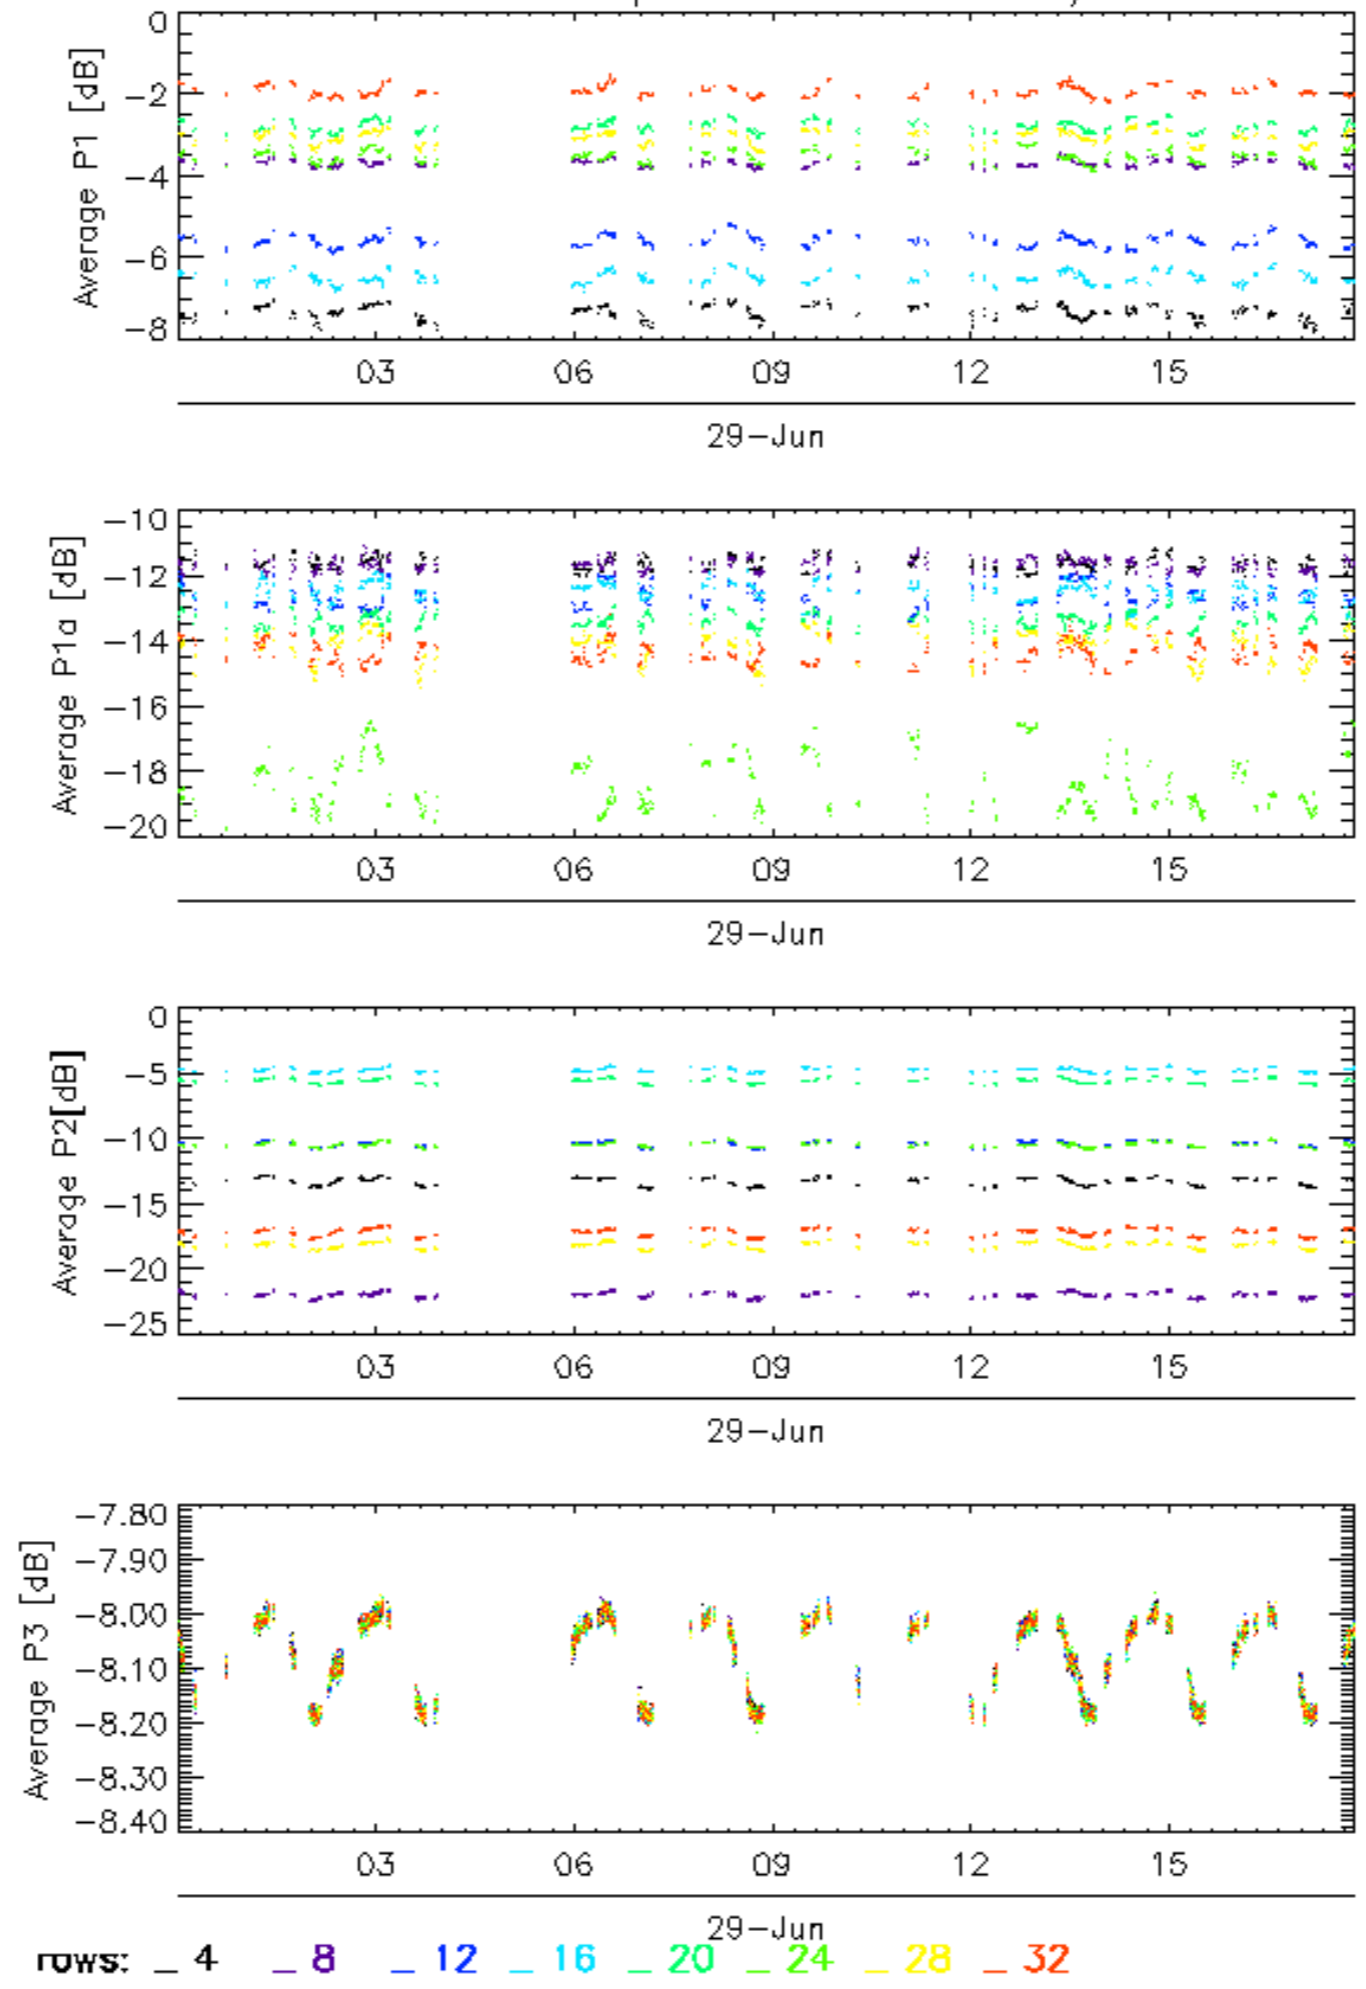 0
-2
-4
-6
-8
Average P1 [dB]
03 06 09 12 15
29-Jun
-10
-12
-14
-16
-18
-20
Average P1a [dB]
03 06 09 12 15
29-Jun
0
-5
-10
-15
-20
-25
Average P2[dB]
03 06 09 12 15
29-Jun
-7.80
-7.90
-8.00
-8.10
-8.20
-8.30
-8.40
Average P3 [dB]
03 06 09 12 15
29-Jun
rows: _ 4 _ 8 _ 12 _ 16 _ 20 _ 24 _ 28 _ 32